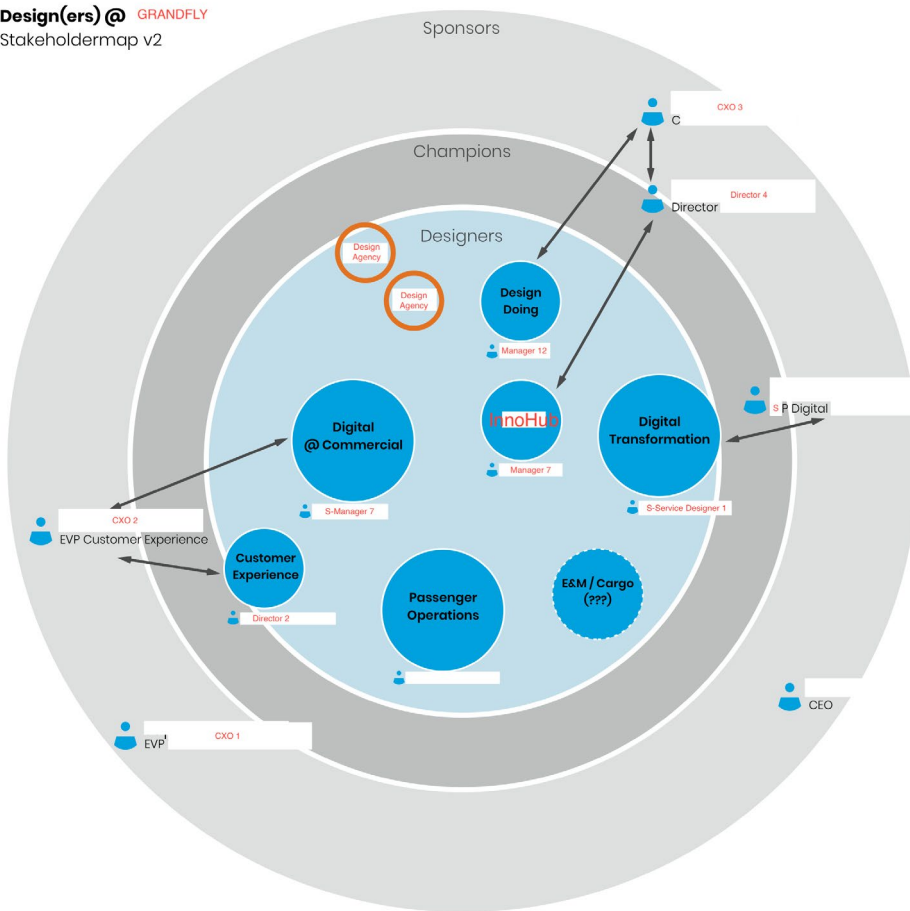 Design(ers) @ GRANDFLY
Stakeholdermap v2
Sponsors
CXO 3
C
Champions
Director 4
Director
Designers
Design
Agency
Design
Agency
Design
Doing
Manager 12
InnoHub
Manager 7
Digital
@ Commercial
S-Manager 7
Digital
Transformation
S-Service Designer 1
S P Digital
CXO 2
EVP Customer Experience
Customer
Experience
Director 2
Passenger
Operations
E&M / Cargo
(???)
CEO
CXO 1
EVP